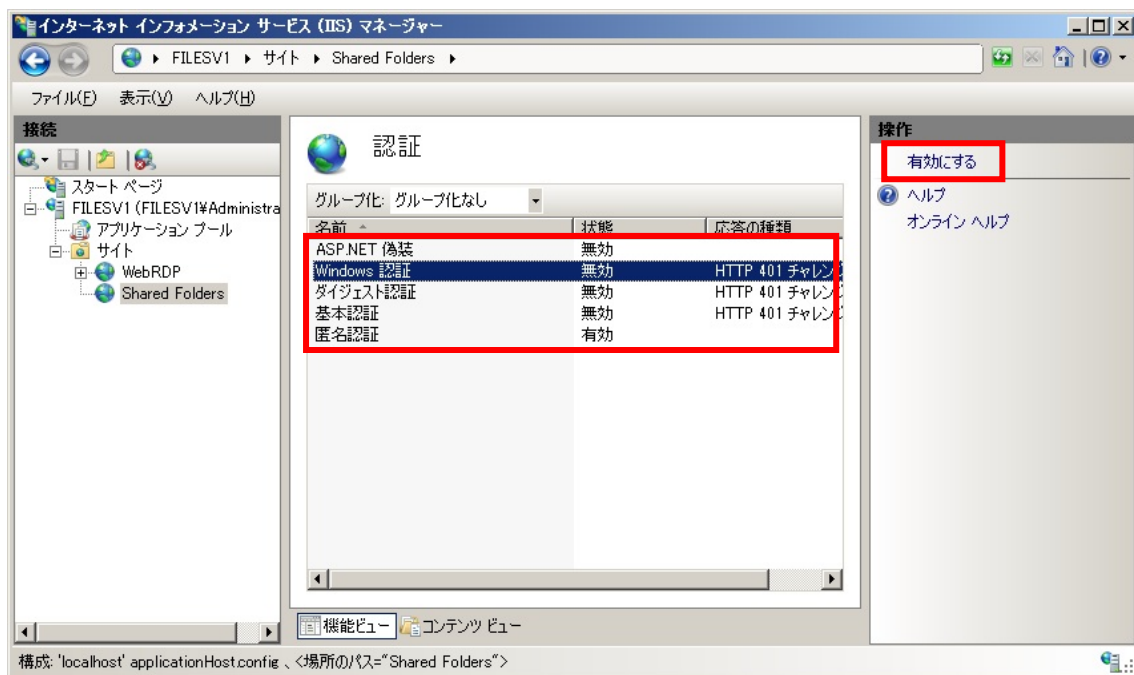 インターネット インフォメーション サービス (IIS) マネージャー
FILESV1 サイト Shared Folders
ファイル(F) 表示(V) ヘルプ(H)
接続
スタート ページ
FILESV1 (FILESV1¥Administra
アプリケーション プール
サイト
WebRDP
Shared Folders
認証
グループ化: グループ化なし
名前 状態 応答の種類
ASP.NET 偽装 無効
Windows 認証 無効 HTTP 401 チャレン
ダイジェスト認証 無効 HTTP 401 チャレン
基本認証 無効 HTTP 401 チャレン
匿名認証 有効
機能ビュー コンテンツ ビュー
操作
有効にする
ヘルプ
オンライン ヘルプ
構成: 'localhost' applicationHost.config 、<場所のパス="Shared Folders">